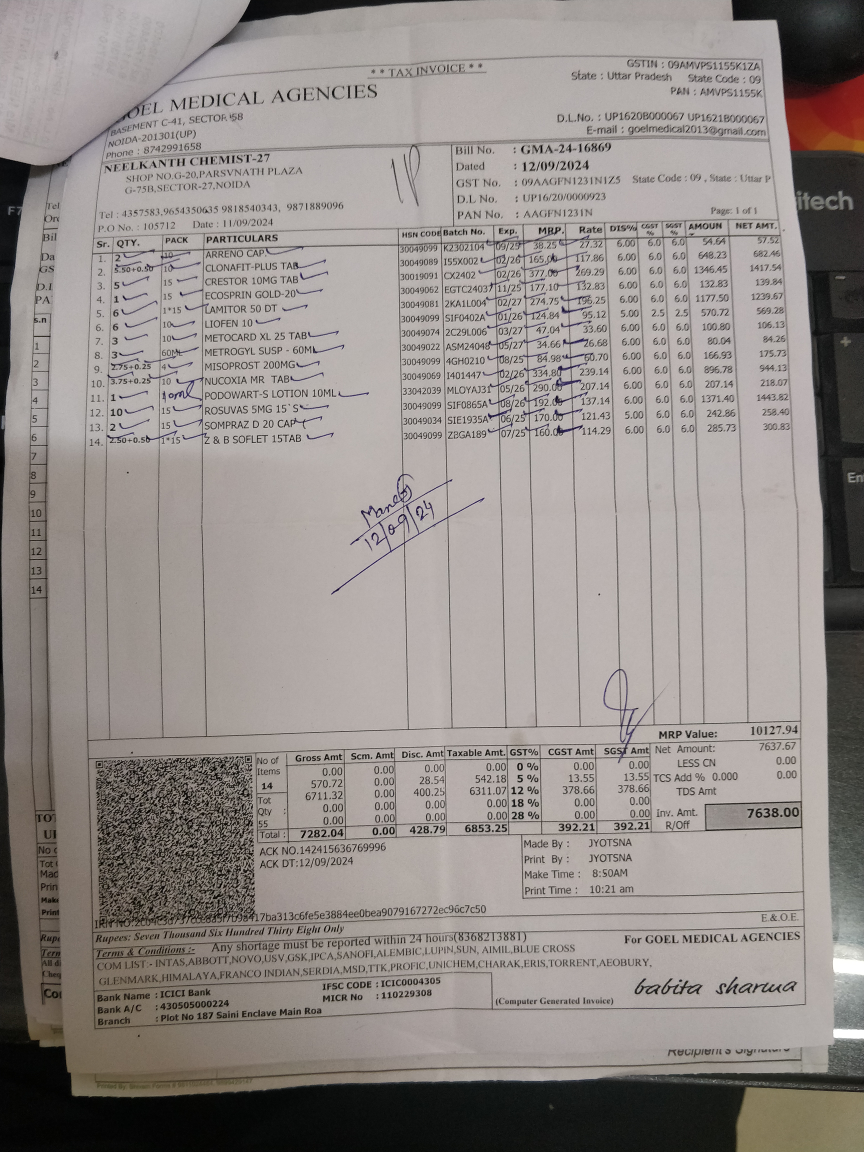 * * TAX INVOICE * *
GSTIN : 09AMVPS1155K1ZA
State : Uttar Pradesh State Code : 09
PAN : AMVPS1155K
GOEL MEDICAL AGENCIES
BASEMENT C-41, SECTOR-58
NOIDA-201301(UP)
Phone : 8742991658
D.L.No. : UP1620B000067 UP1621B000067
E-mail : goelmedical2013@gmail.com
NEELKANTH CHEMIST-27
SHOP NO.G-20,PARSVNATH PLAZA
G-75B,SECTOR-27,NOIDA
Tel : 4357583,9654350635 9818540343, 9871889096
P.O No. : 105712 Date : 11/09/2024
Bill No. : GMA-24-16869
Dated : 12/09/2024
GST No. : 09AAGFN1231N1Z5 State Code : 09 , State : Uttar P
D.L No. : UP16/20/0000923
PAN No. : AAGFN1231N
Page: 1 of 1
Sr. QTY. PACK PARTICULARS HSN CODE Batch No. Exp. MRP. Rate DIS% CGST % SGST % AMOUN NET AMT.
1. 2 10 ARRENO CAP 30049099 K2302104 09/25 38.25 27.32 6.00 6.0 6.0 54.64 57.52
2. 5.50+0.50 10 CLONAFIT-PLUS TAB 30049089 I55X002 02/26 165.00 117.86 6.00 6.0 6.0 648.23 682.46
3. 5 15 CRESTOR 10MG TAB 30019091 CX2402 02/26 377.00 269.29 6.00 6.0 6.0 1346.45 1417.54
4. 1 15 ECOSPRIN GOLD-20 30049062 EGTC24037 11/25 177.10 132.83 6.00 6.0 6.0 132.83 139.84
5. 6 1*15 LAMITOR 50 DT 30049081 2KA1L004 02/27 274.75 196.25 6.00 6.0 6.0 1177.50 1239.67
6. 6 10 LIOFEN 10 30049099 SIF0402A 01/26 124.84 95.12 5.00 2.5 2.5 570.72 569.28
7. 3 10 METOCARD XL 25 TAB 30049074 2C29L006 03/27 47.04 33.60 6.00 6.0 6.0 100.80 106.13
8. 3 60ML METROGYL SUSP - 60ML 30049022 ASM24048 05/27 34.66 26.68 6.00 6.0 6.0 80.04 84.26
9. 2.75+0.25 4 MISOPROST 200MG 30049099 4GH0210 08/25 84.98 60.70 6.00 6.0 6.0 166.93 175.73
10. 3.75+0.25 10 NUCOXIA MR TAB 30049069 I401447 02/26 334.80 239.14 6.00 6.0 6.0 896.78 944.13
11. 1 10ml PODOWART-S LOTION 10ML 33042039 MLOYAJ31 05/26 290.00 207.14 6.00 6.0 6.0 207.14 218.07
12. 10 15 ROSUVAS 5MG 15`S 30049099 SIF0865A 08/26 192.00 137.14 6.00 6.0 6.0 1371.40 1443.82
13. 2 15 SOMPRAZ D 20 CAP 30049034 SIE1935A 06/25 170.00 121.43 5.00 6.0 6.0 242.86 258.40
14. 2.50+0.50 1*15 Z & B SOFLET 15TAB 30049099 ZBGA189 07/25 160.00 114.29 6.00 6.0 6.0 285.73 300.83
12/09/24
MRP Value: 10127.94
No of Items 14
Tot Qty : 55
Gross Amt Scm. Amt Disc. Amt Taxable Amt. GST% CGST Amt SGST Amt
0.00 0.00 0.00 0.00 0 % 0.00 0.00
570.72 0.00 28.54 542.18 5 % 13.55 13.55
6711.32 0.00 400.25 6311.07 12 % 378.66 378.66
0.00 0.00 0.00 0.00 18 % 0.00 0.00
0.00 0.00 0.00 0.00 28 % 0.00 0.00
Total : 7282.04 0.00 428.79 6853.25 392.21 392.21
Net Amount: 7637.67
LESS CN 0.00
TCS Add % 0.000 0.00
TDS Amt
Inv. Amt. 7638.00
R/Off
ACK NO.142415636769996
ACK DT:12/09/2024
Made By : JYOTSNA
Print By : JYOTSNA
Make Time : 8:50AM
Print Time : 10:21 am
E.&O.E.
Rupees: Seven Thousand Six Hundred Thirty Eight Only
Terms & Conditions :- Any shortage must be reported within 24 hours(8368213881)
COM LIST:- INTAS,ABBOTT,NOVO,USV,GSK,IPCA,SANOFI,ALEMBIC,LUPIN,SUN, AIMIL,BLUE CROSS
GLENMARK,HIMALAYA,FRANCO INDIAN,SERDIA,MSD,TTK,PROFIC,UNICHEM,CHARAK,ERIS,TORRENT,AEOBURY,
For GOEL MEDICAL AGENCIES
Bank Name : ICICI Bank IFSC CODE : ICIC0004305
Bank A/C : 430505000224 MICR No : 110229308
Branch : Plot No 187 Saini Enclave Main Roa
(Computer Generated Invoice)
babita sharma
Recipient's Signature